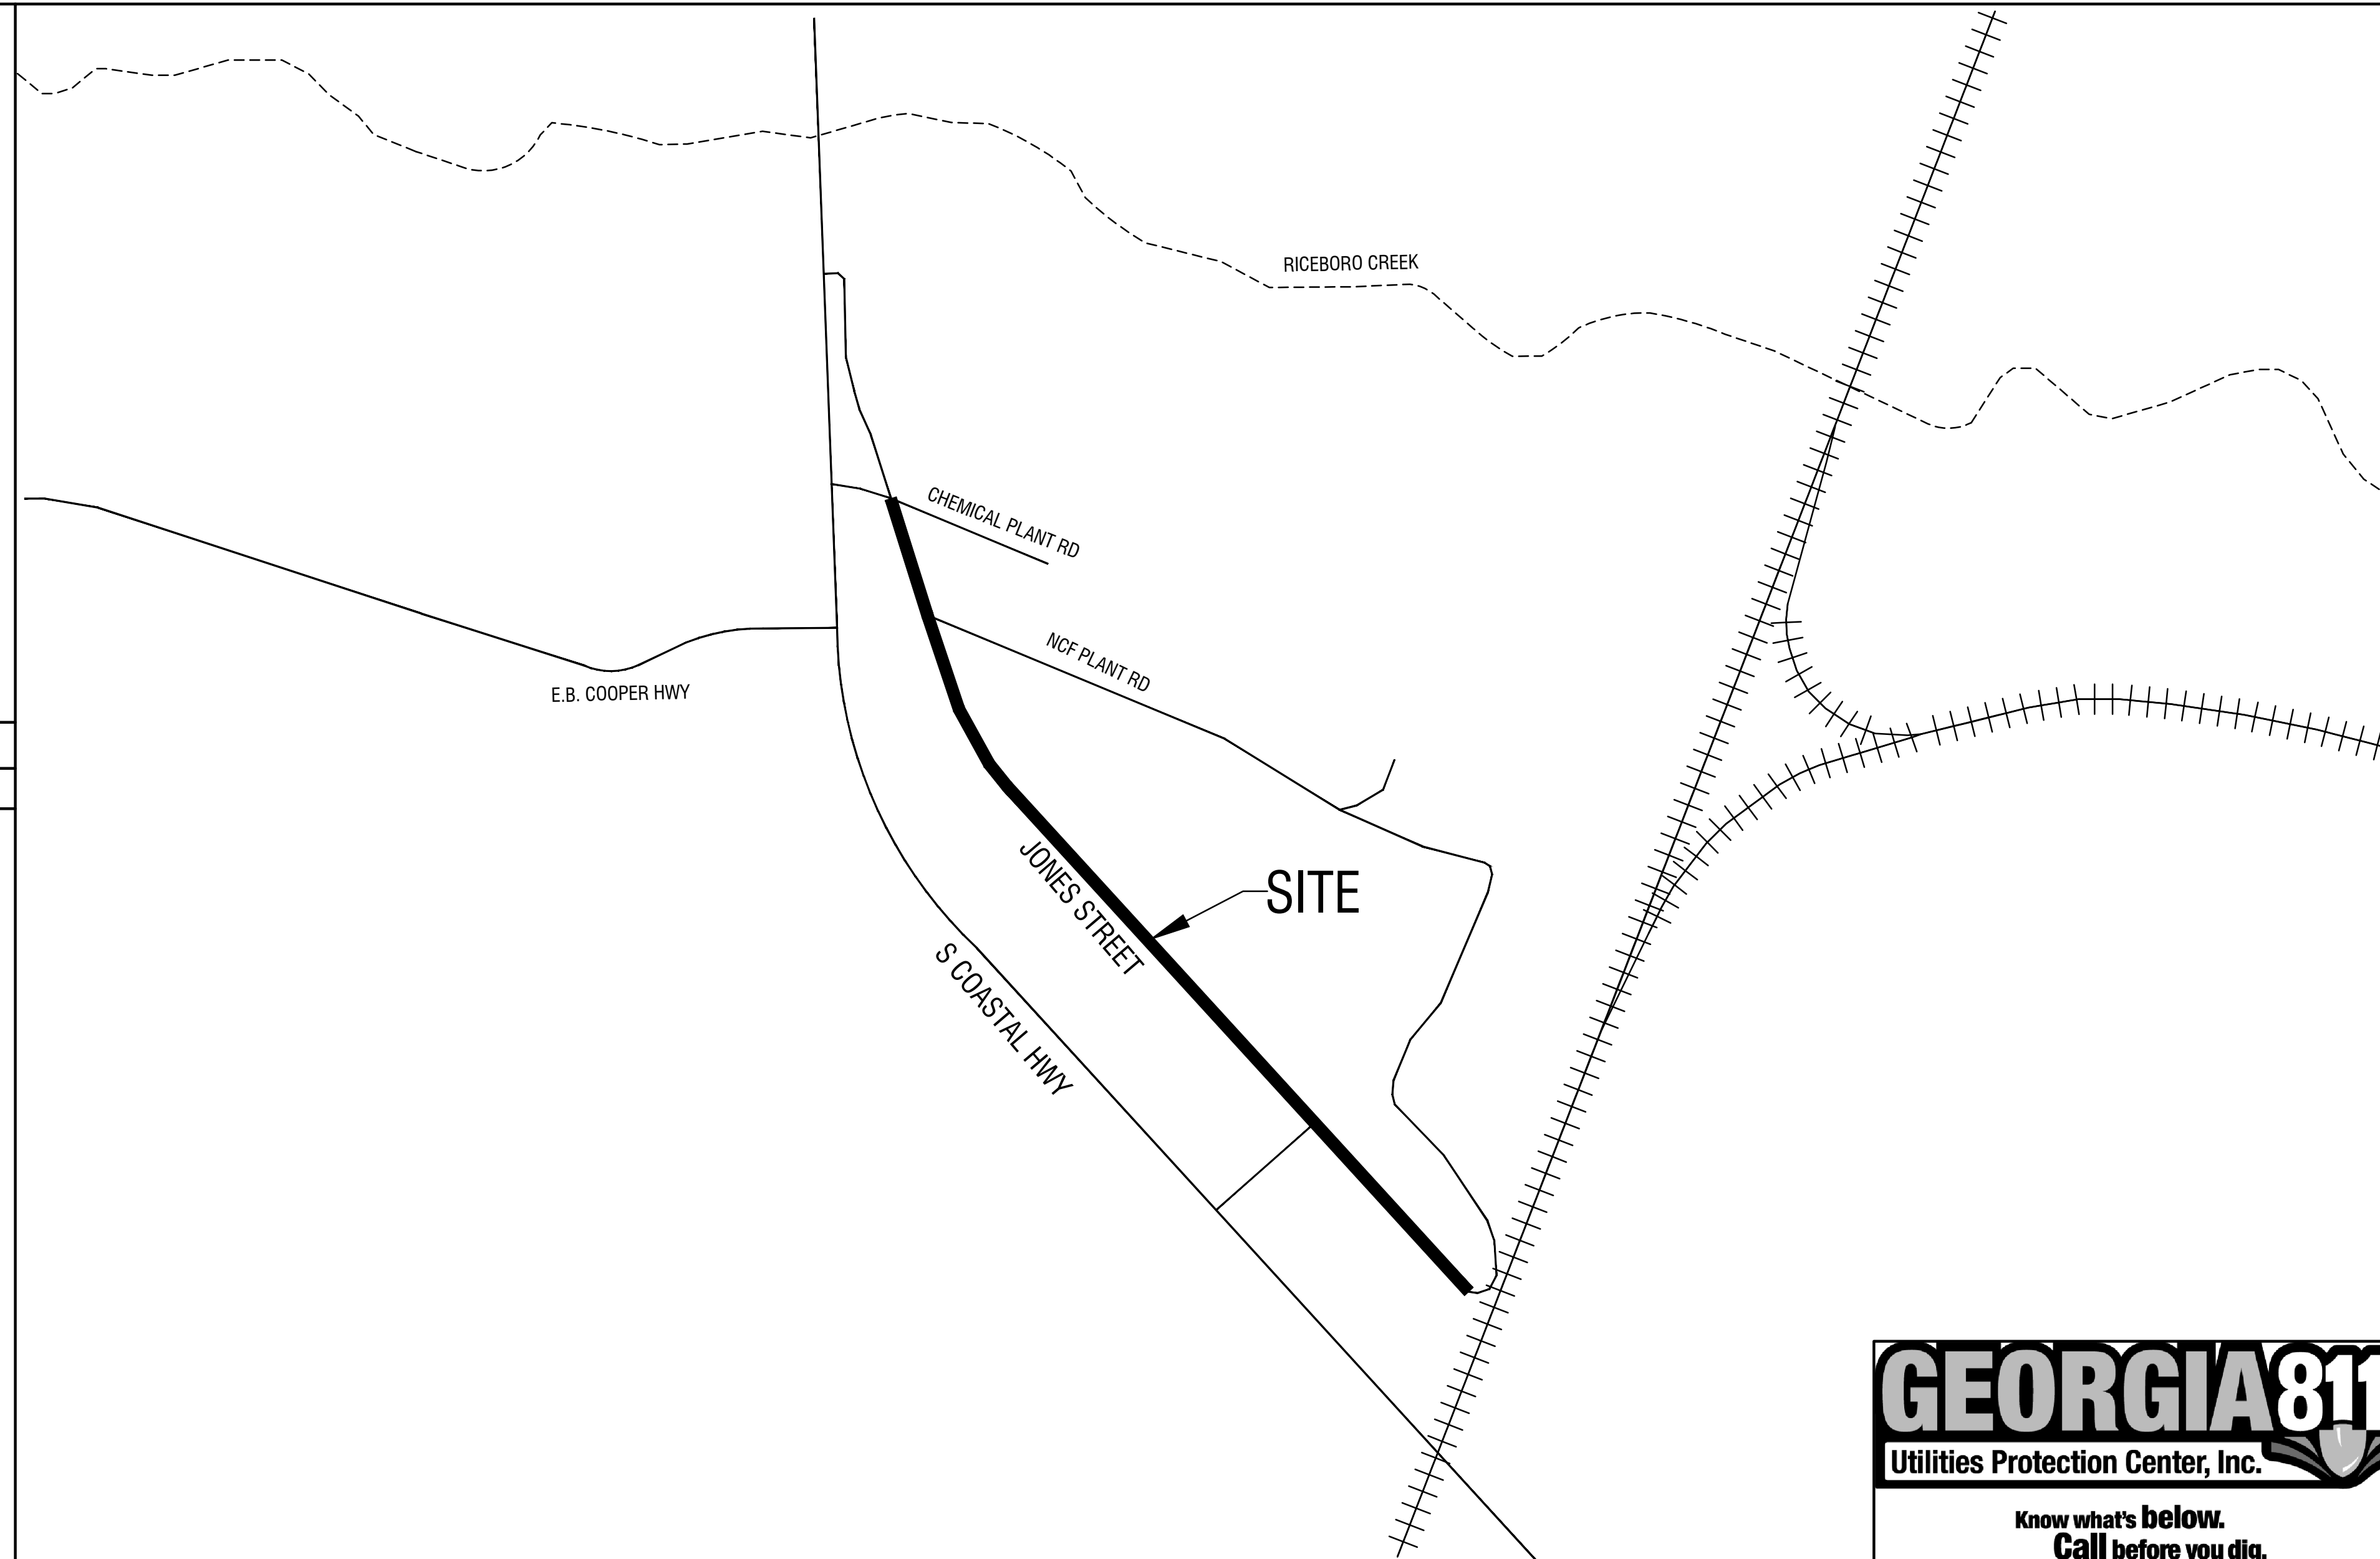 RICEBORO CREEK
CHEMICAL PLANT RD
NCF PLANT RD
E.B. COOPER HWY
JONES STREET
SITE
S COASTAL HWY
GEORGIA811
Utilities Protection Center, Inc.
Know what's below.
Call before you dig.